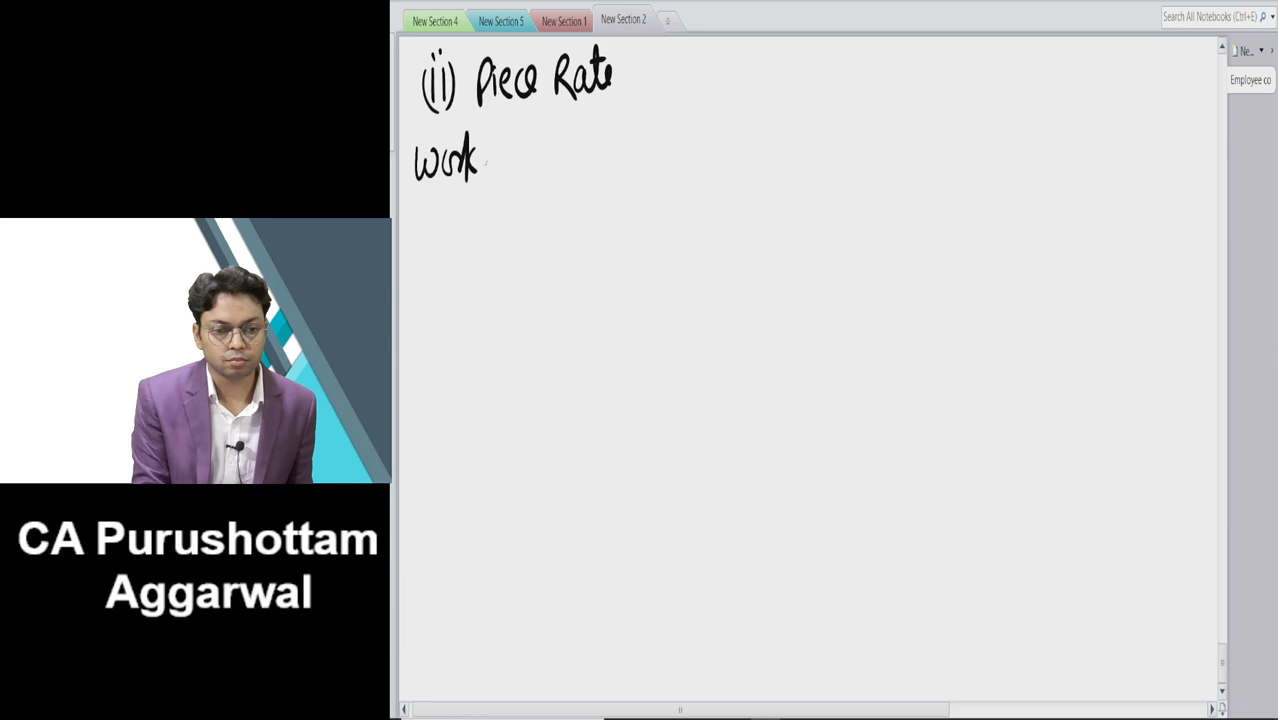 New Section 4
New Section 5
New Section 1
New Section 2
Search All Notebooks (Ctrl+E)
Ne...
Employee co
(ii) Piece Rate
Work
CA Purushottam
Aggarwal